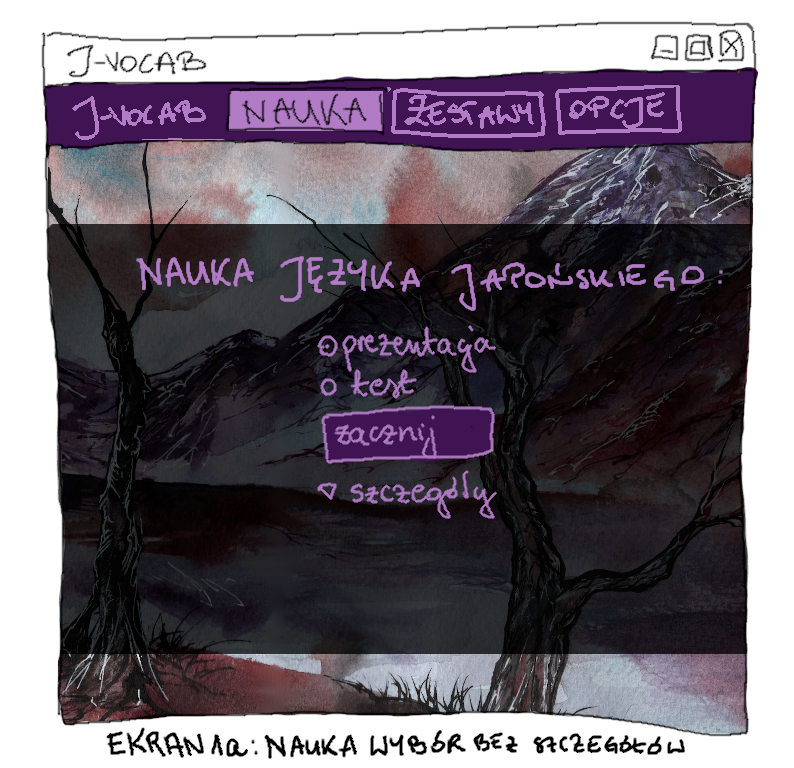 J-VOCAB
J-VOCAB NAUKA ZESTAWY OPCJE
NAUKA JĘZYKA JAPOŃSKIEGO:
prezentacja
test
zacznij
szczegóły
EKRAN 1a: NAUKA WYBÓR BEZ SZCZEGÓŁÓW